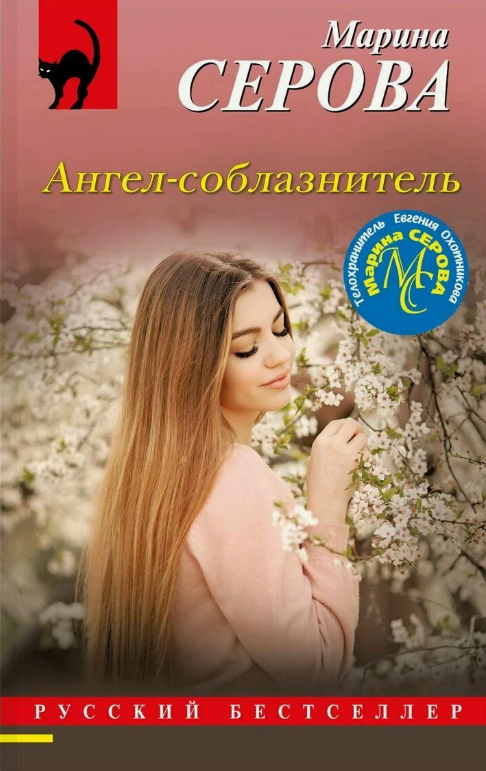 Марина
СЕРОВА
Ангел-соблазнитель
Телохранитель Евгения Охотникова
Марина СЕРОВА
МС
РУССКИЙ БЕСТСЕЛЛЕР